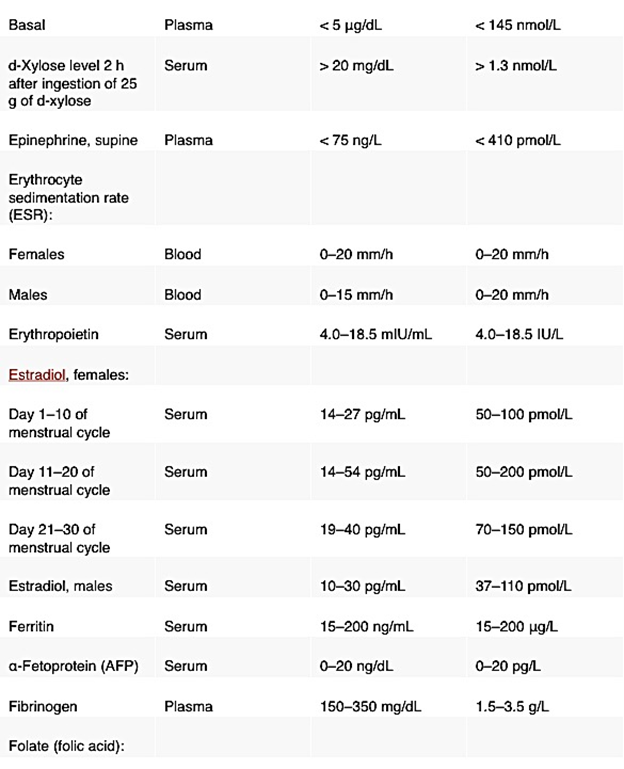 Basal Plasma < 5 µg/dL < 145 nmol/L
d-Xylose level 2 h Serum > 20 mg/dL > 1.3 nmol/L
after ingestion of 25
g of d-xylose
Epinephrine, supine Plasma < 75 ng/L < 410 pmol/L
Erythrocyte
sedimentation rate
(ESR):
Females Blood 0–20 mm/h 0–20 mm/h
Males Blood 0–15 mm/h 0–20 mm/h
Erythropoietin Serum 4.0–18.5 mIU/mL 4.0–18.5 IU/L
Estradiol, females:
Day 1–10 of Serum 14–27 pg/mL 50–100 pmol/L
menstrual cycle
Day 11–20 of Serum 14–54 pg/mL 50–200 pmol/L
menstrual cycle
Day 21–30 of Serum 19–40 pg/mL 70–150 pmol/L
menstrual cycle
Estradiol, males Serum 10–30 pg/mL 37–110 pmol/L
Ferritin Serum 15–200 ng/mL 15–200 µg/L
α-Fetoprotein (AFP) Serum 0–20 ng/dL 0–20 pg/L
Fibrinogen Plasma 150–350 mg/dL 1.5–3.5 g/L
Folate (folic acid):